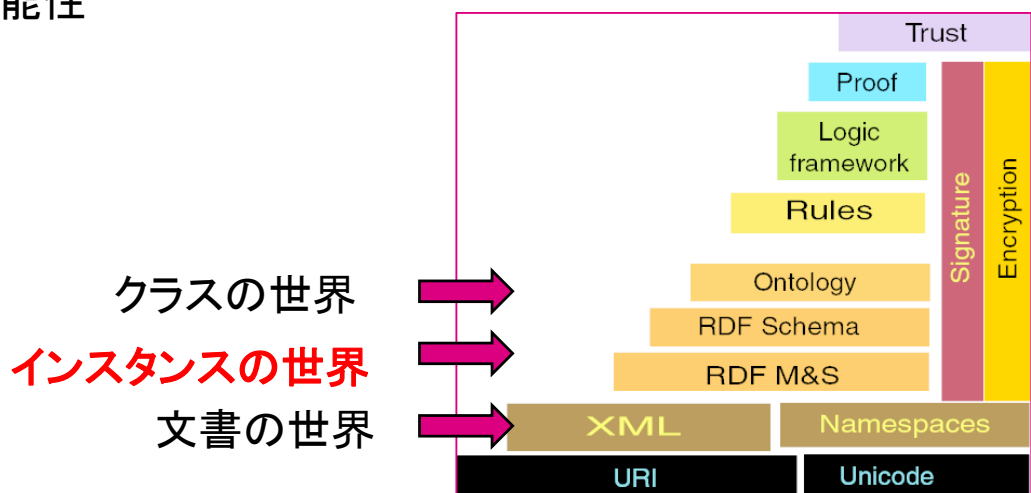 能性
Trust
Proof
Logic
framework
Rules
Signature
Encryption
クラスの世界
Ontology
RDF Schema
インスタンスの世界
RDF M&S
文書の世界
XML
Namespaces
URI
Unicode